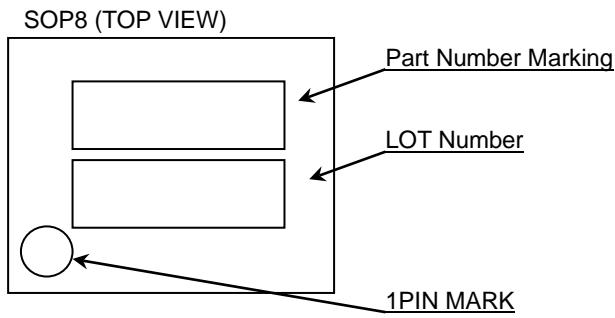 SOP8 (TOP VIEW)
Part Number Marking
LOT Number
1PIN MARK